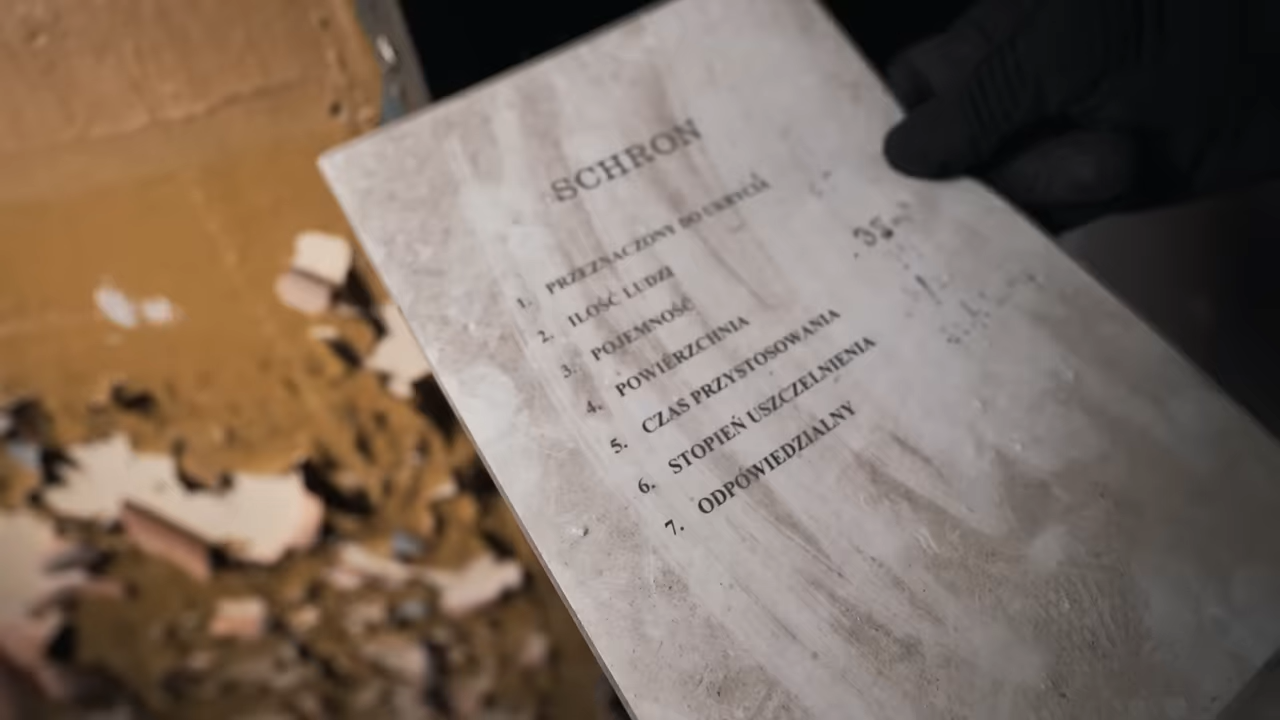 SCHRON
1. PRZEZNACZONY DO UKRYCIA
2. ILOŚĆ LUDZI
3. POJEMNOŚĆ
4. POWIERZCHNIA
5. CZAS PRZYSTOSOWANIA
6. STOPIEŃ USZCZELNIENIA
7. ODPOWIEDZIALNY